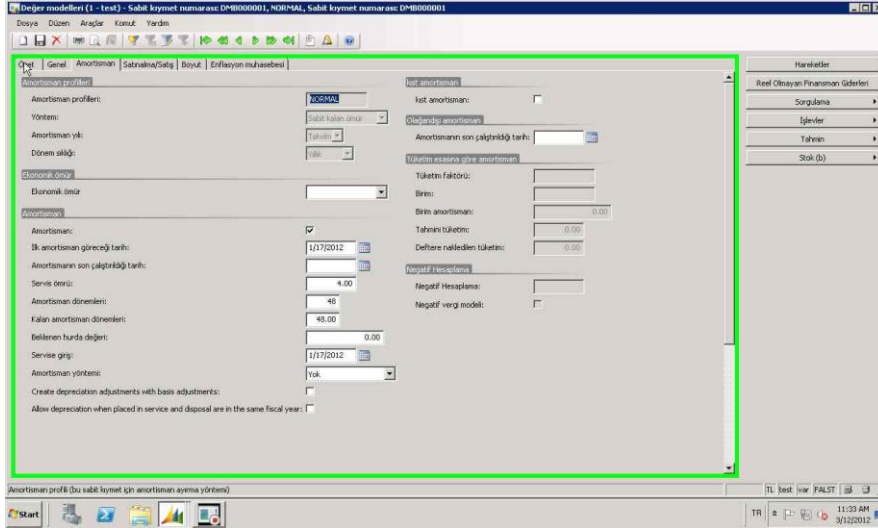 Değer modelleri (1 - test) - Sabit kıymet numarası: DMB000001, NORMAL, Sabit kıymet numarası: DMB000001
Dosya Düzen Araçlar Komut Yardım
Özet Genel Amortisman Satınalma/Satış Boyut Enflasyon muhasebesi
Amortisman profilleri
Amortisman profilleri: NORMAL
Yöntem: Sabit kalan ömür
Amortisman yılı: Takvim
Dönem sıklığı: Yıllık
Ekonomik ömür
Ekonomik ömür
Amortisman
Amortisman:
İlk amortisman göreceği tarih: 1/17/2012
Amortismanın son çalıştırıldığı tarih:
Servis ömrü: 4.00
Amortisman dönemleri: 48
Kalan amortisman dönemleri: 48.00
Beklenen hurda değeri: 0.00
Servise giriş: 1/17/2012
Amortisman yöntemi: Yok
Create depreciation adjustments with basis adjustments:
Allow depreciation when placed in service and disposal are in the same fiscal year:
kıst amortisman
kıst amortisman:
Olağandışı amortisman
Amortismanın son çalıştırıldığı tarih:
Tüketim esasına göre amortisman
Tüketim faktörü:
Birim:
Birim amortisman: 0.00
Tahmini tüketim: 0.00
Deftere nakledilen tüketim: 0.00
Negatif Hesaplama
Negatif Hesaplama:
Negatif vergi modeli:
Hareketler
Reel Olmayan Finansman Giderleri
Sorgulama
İşlevler
Tahmin
Stok (b)
Amortisman profili (bu sabit kıymet için amortisman ayırma yöntemi)
TL test var FALST
Start
TR
11:33 AM
3/12/2012